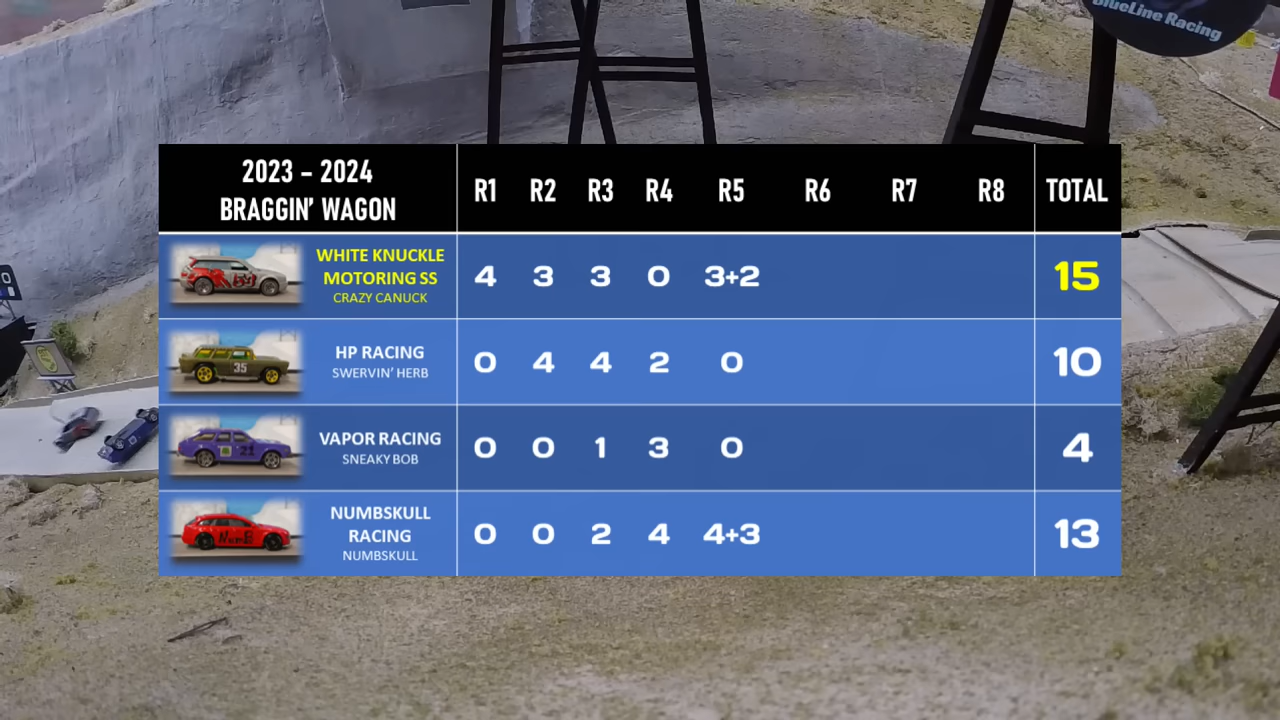 BlueLine Racing
2023 – 2024
BRAGGIN' WAGON
R1 R2 R3 R4 R5 R6 R7 R8 TOTAL
WHITE KNUCKLE
MOTORING SS
CRAZY CANUCK
4 3 3 0 3+2 15
35
HP RACING
SWERVIN' HERB
0 4 4 2 0 10
21
VAPOR RACING
SNEAKY BOB
0 0 1 3 0 4
NumB
NUMBSKULL
RACING
NUMBSKULL
0 0 2 4 4+3 13